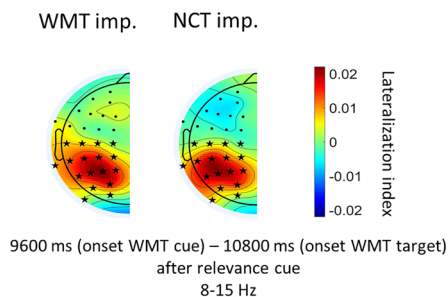 WMT imp. NCT imp.
0.02
0.01
0
-0.01
-0.02
Lateralization index
9600 ms (onset WMT cue) – 10800 ms (onset WMT target)
after relevance cue
8-15 Hz